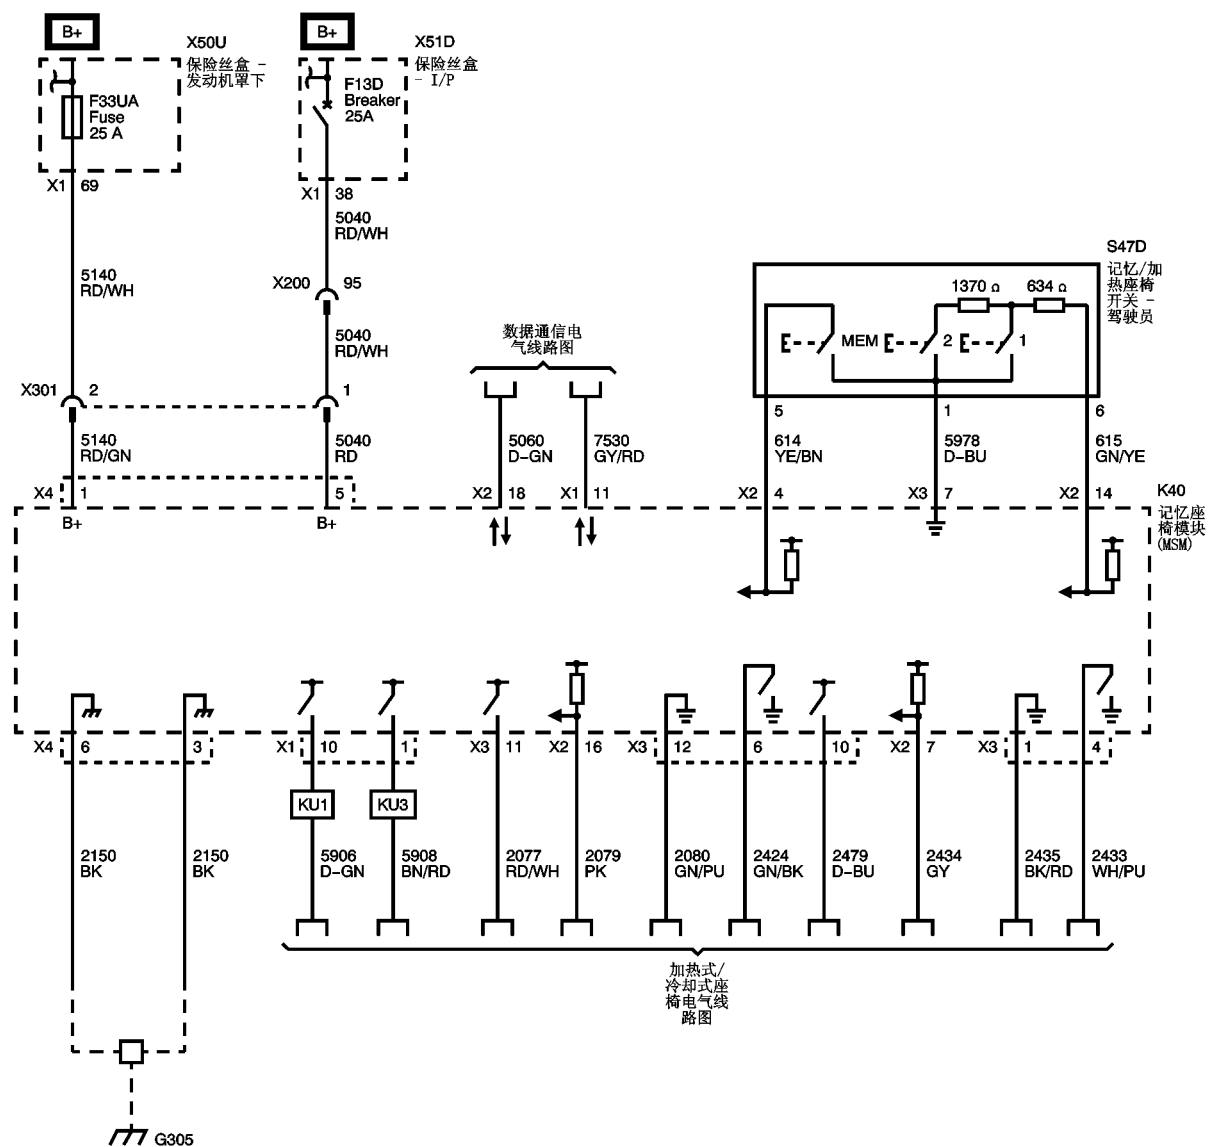 B+
B+
X50U
保险丝盒 -
发动机罩下
X51D
保险丝盒
- I/P
F33UA
Fuse
25 A
F13D
Breaker
25A
X1 69
X1 38
5040
RD/WH
5140
RD/WH
X200 95
5040
RD/WH
X301 2
1
5140
RD/GN
5040
RD
数据通信电
气线路图
5060
D-GN
7530
GY/RD
S47D
记忆/加
热座椅
开关 -
驾驶员
1370 Ω
634 Ω
MEM
2
1
5
1
6
614
YE/BN
5978
D-BU
615
GN/YE
X4 1
5
X2 18
X1 11
X2 4
X3 7
X2 14
K40
记忆座
椅模块
(MSM)
B+
B+
X4 6
3
X1 10
1
X3 11
X2 16
X3 12
6
10
X2 7
X3 1
4
KU1
KU3
2150
BK
2150
BK
5906
D-GN
5908
BN/RD
2077
RD/WH
2079
PK
2080
GN/PU
2424
GN/BK
2479
D-BU
2434
GY
2435
BK/RD
2433
WH/PU
加热式/
冷却式座
椅电气线
路图
G305